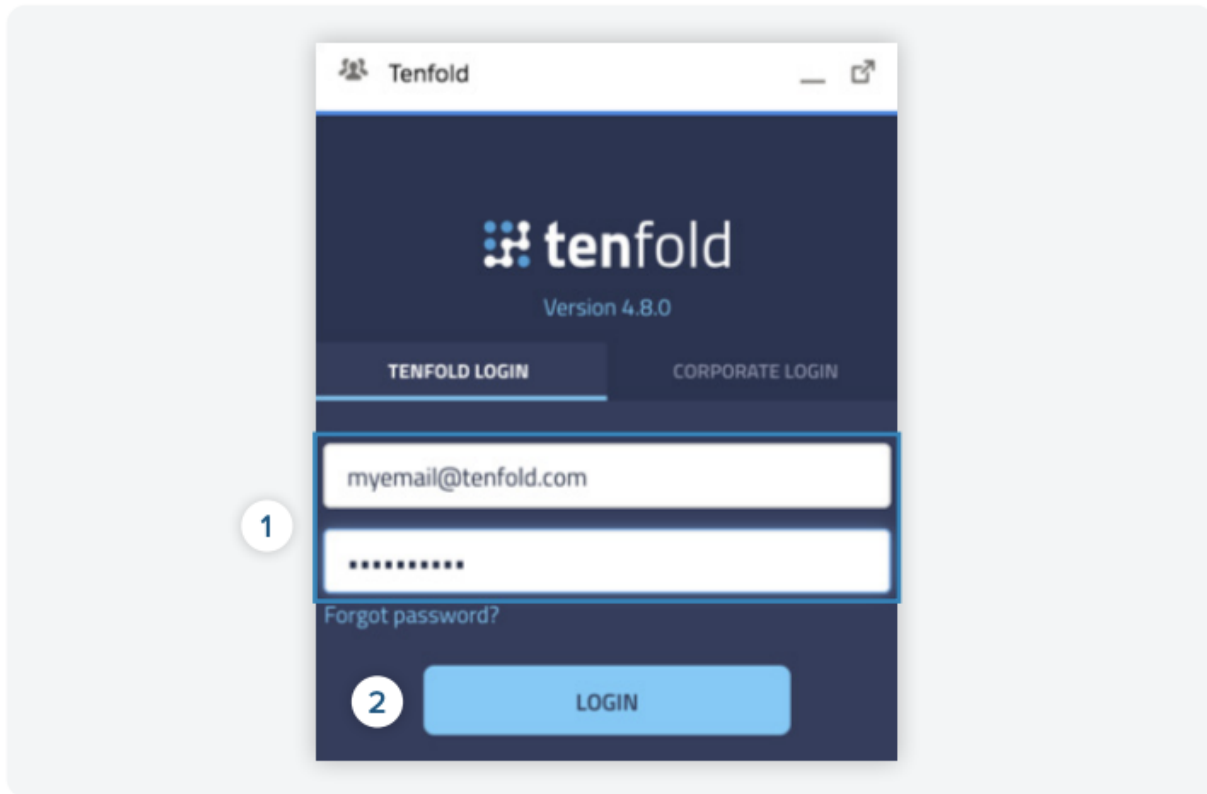 Tenfold
tenfold
Version 4.8.0
TENFOLD LOGIN CORPORATE LOGIN
myemail@tenfold.com
1
••••••••••
Forgot password?
2 LOGIN